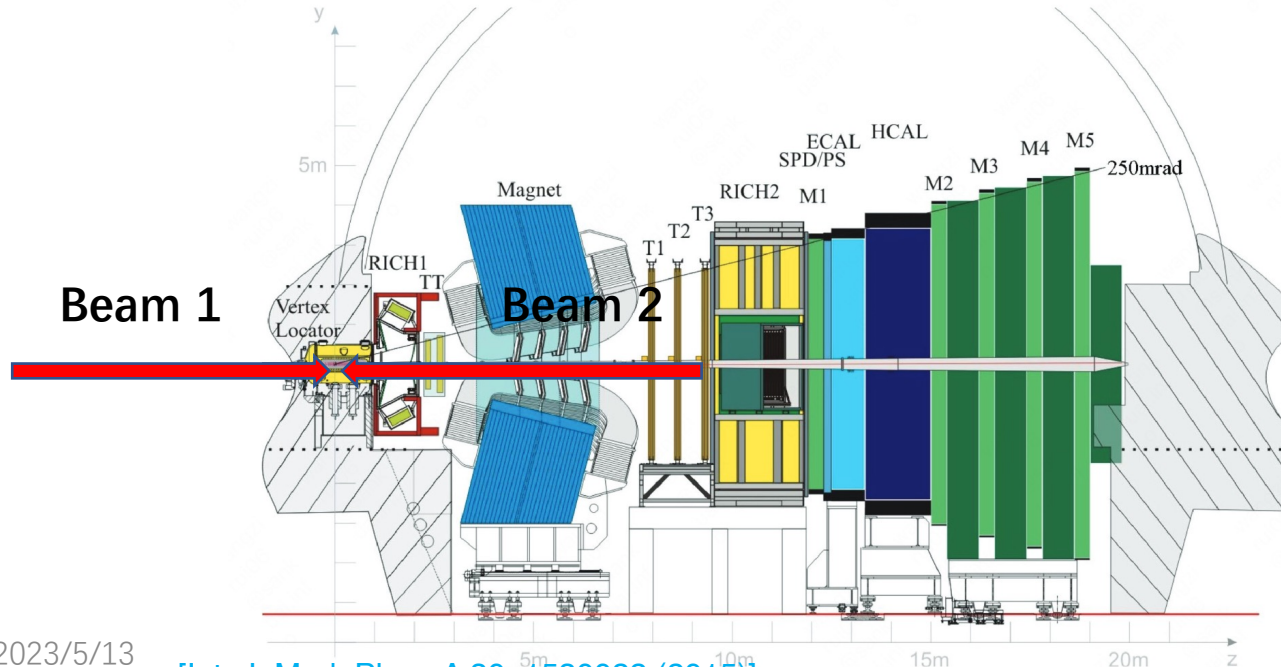 y
5m
HCAL
ECAL
SPD/PS
M5
M4
M3
250mrad
M2
M1
RICH2
Magnet
T3
T2
T1
RICH1
TT
Beam 1
Beam 2
Vertex
Locator
2023/5/13
5m
10m
15m
20m
z